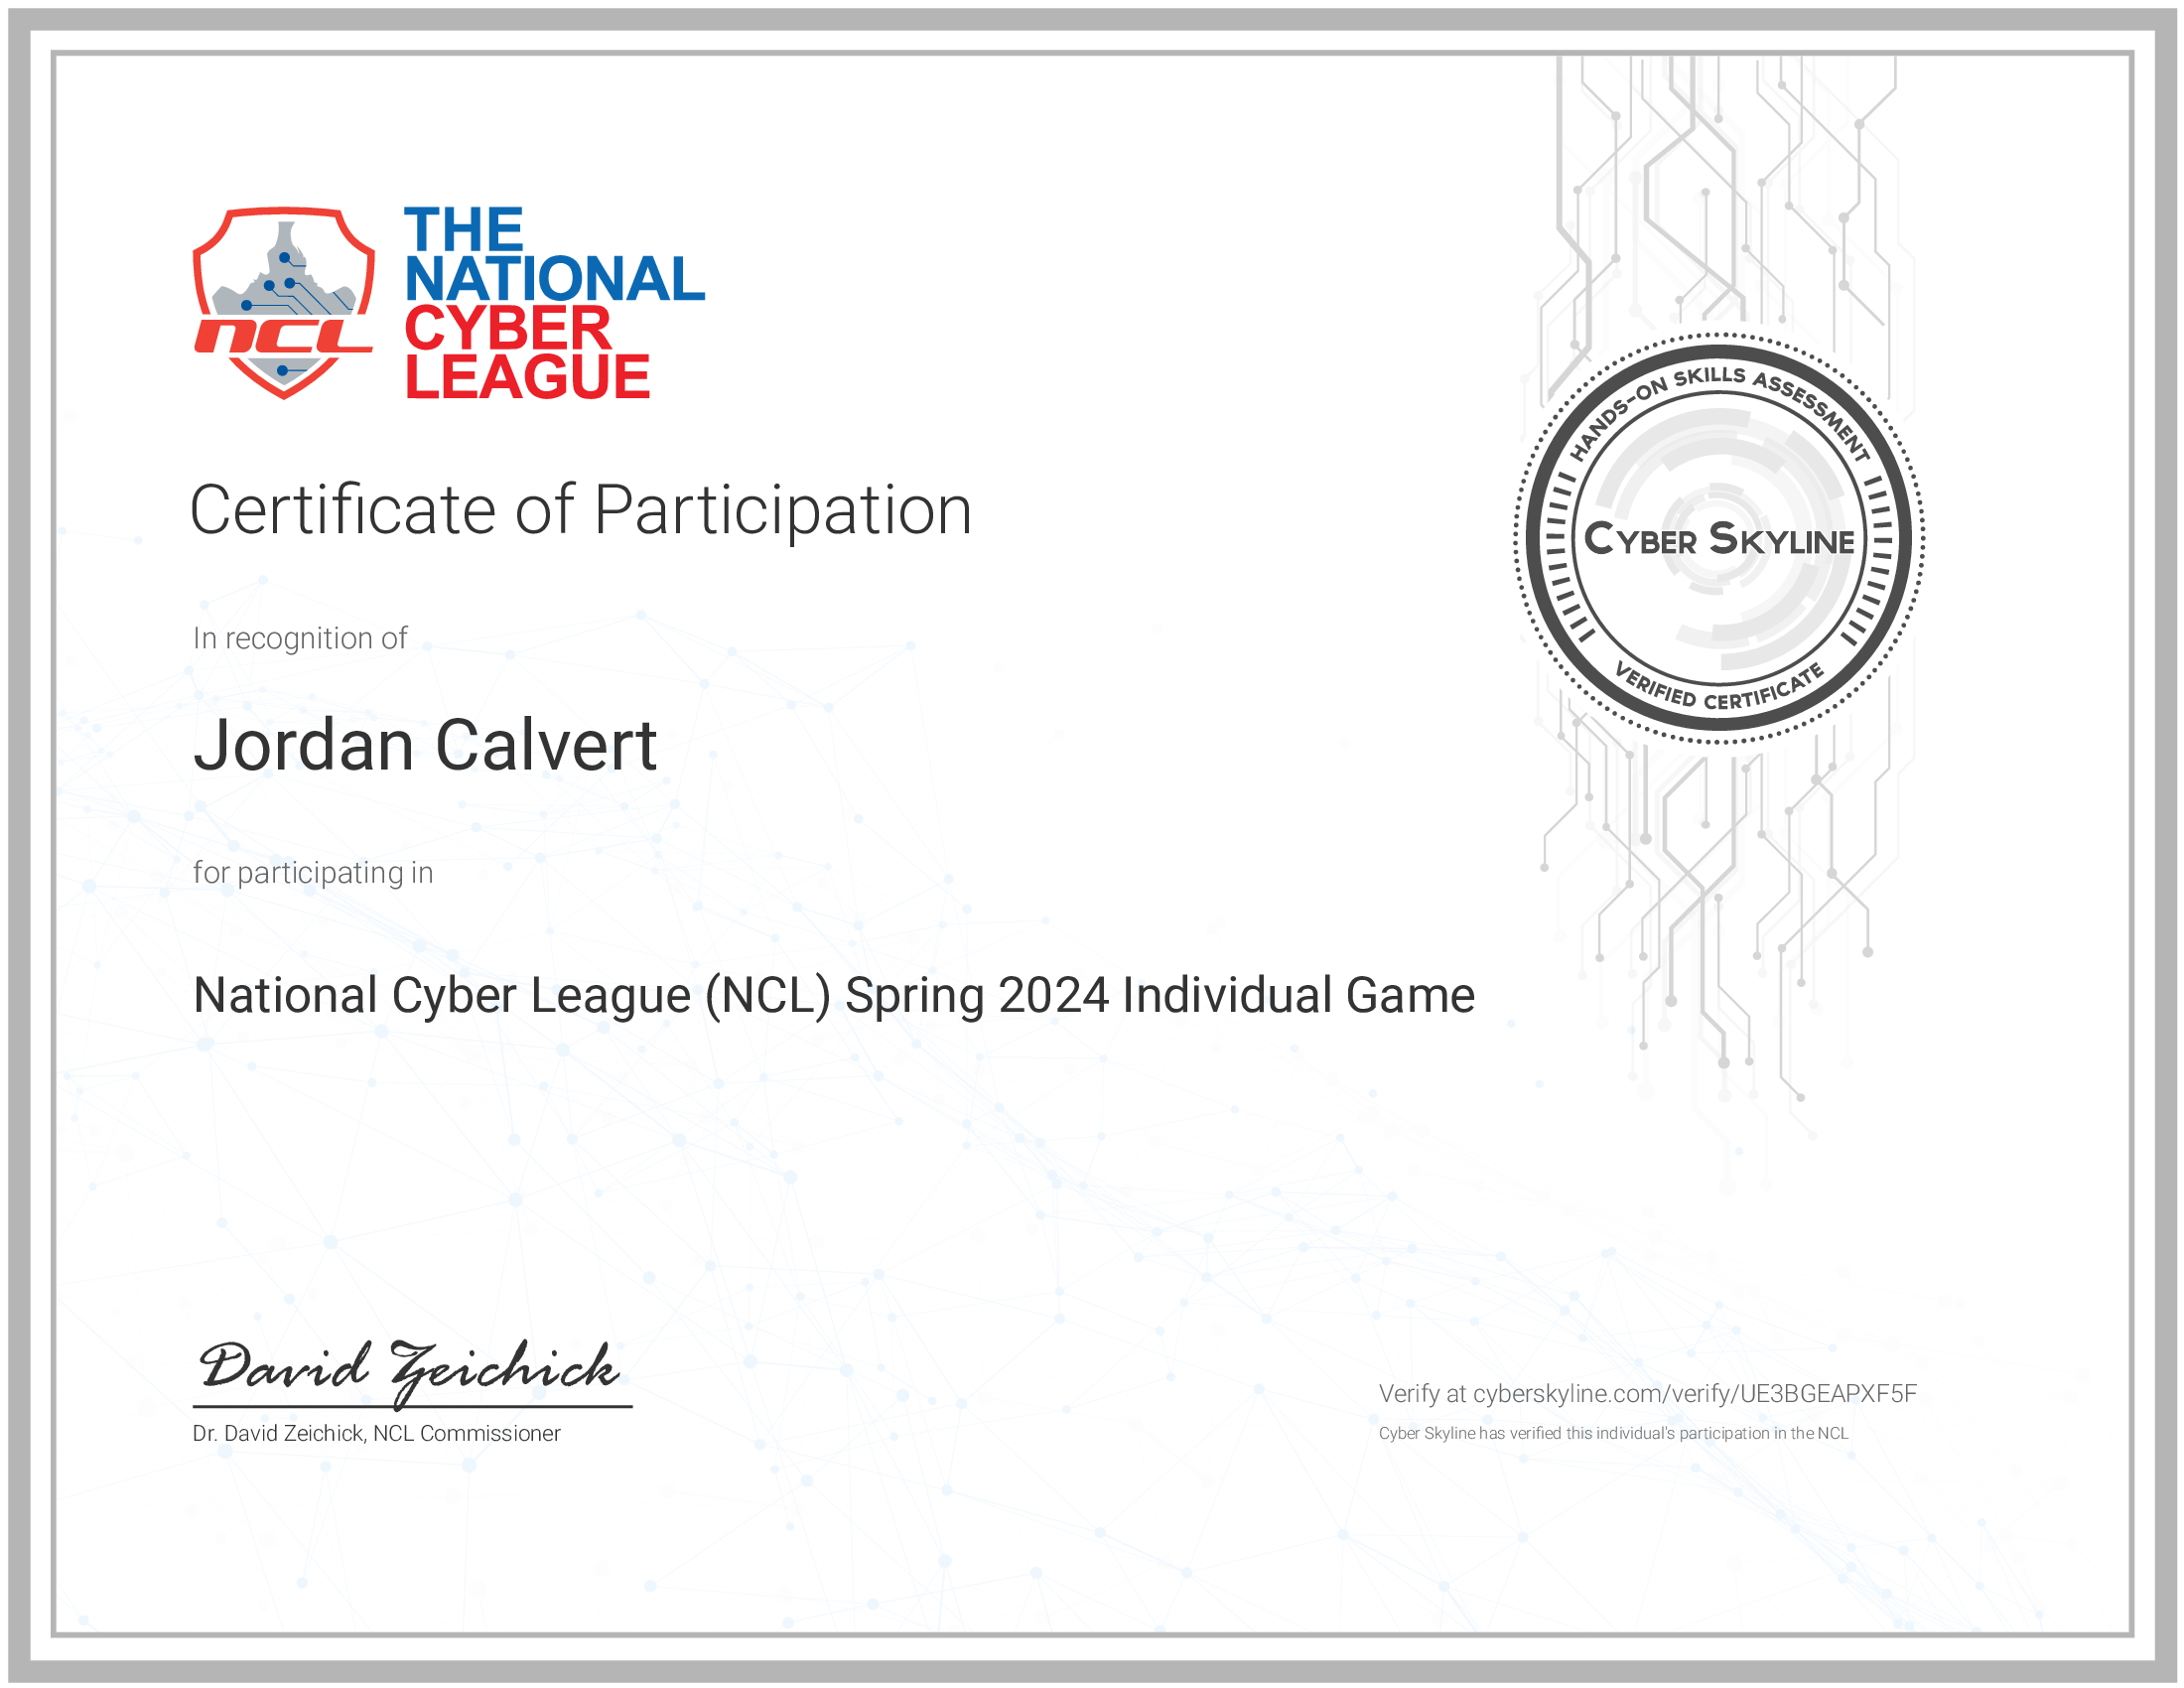 THE
NATIONAL
CYBER
LEAGUE
ncl
Certificate of Participation
In recognition of
Jordan Calvert
for participating in
National Cyber League (NCL) Spring 2024 Individual Game
HANDS-ON SKILLS ASSESSMENT
CYBER SKYLINE
VERIFIED CERTIFICATE
David Zeichick
Dr. David Zeichick, NCL Commissioner
Verify at cyberskyline.com/verify/UE3BGEAPXF5F
Cyber Skyline has verified this individual's participation in the NCL